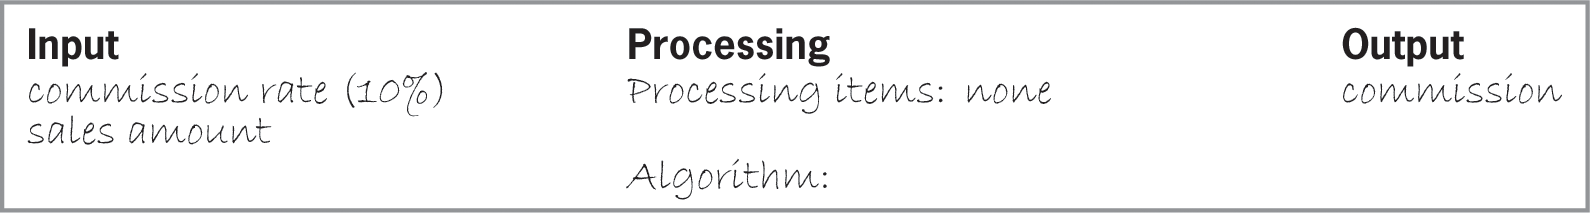 Input Processing Output
commission rate (10%) Processing items: none commission
sales amount
Algorithm: